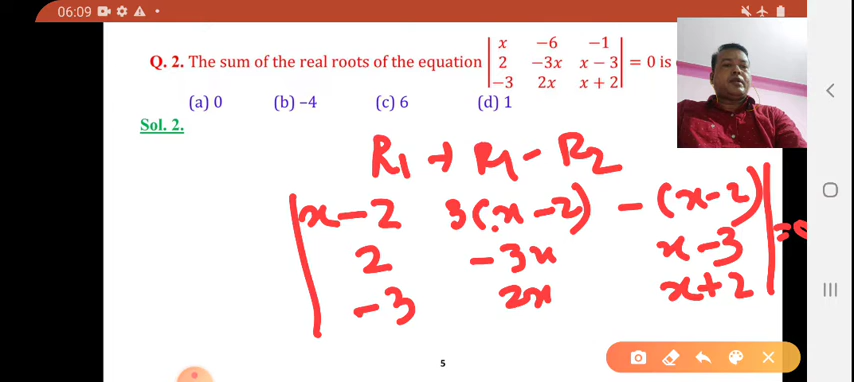 06:09
Q. 2. The sum of the real roots of the equation | x −6 −1 | = 0 is
| 2 −3x x − 3 |
| −3 2x x + 2 |
(a) 0 (b) –4 (c) 6 (d) 1
Sol. 2.
R1 → R1 − R2
| x−2 3(x−2) −(x−2) | = 0
| 2 −3x x−3 |
| −3 2x x+2 |
5